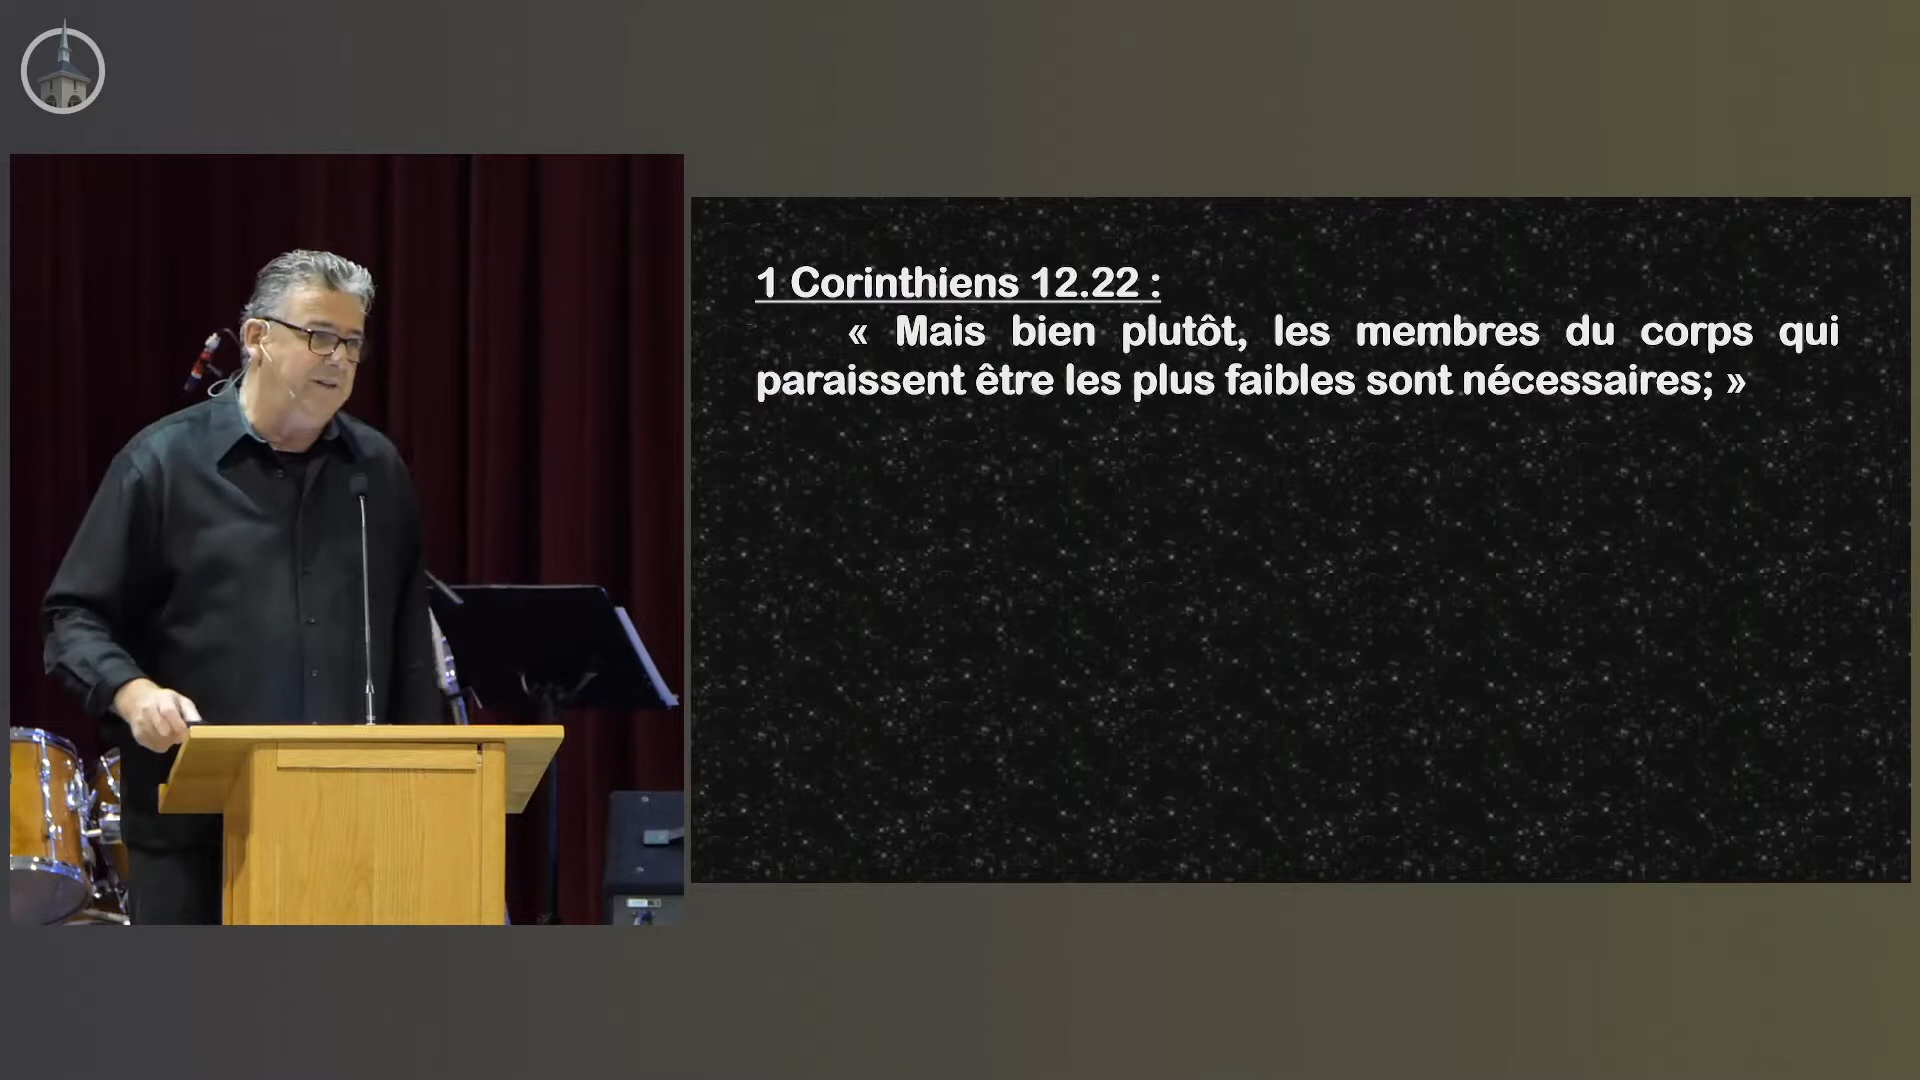 1 Corinthiens 12.22 :
« Mais bien plutôt, les membres du corps qui
paraissent être les plus faibles sont nécessaires; »